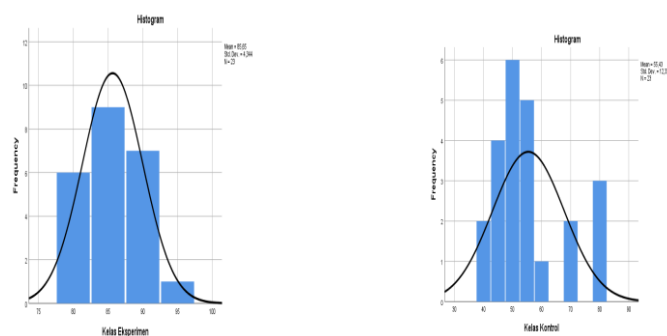 Histogram
Mean = 85,65
Std. Dev. = 4,344
N = 23
12
10
8
6
4
2
0
Frequency
75 80 85 90 95 100
Kelas Eksperimen
Histogram
N = 23
6
5
4
3
2
1
0
Frequency
30 40 50 60 70 80 90
Kelas Kontrol